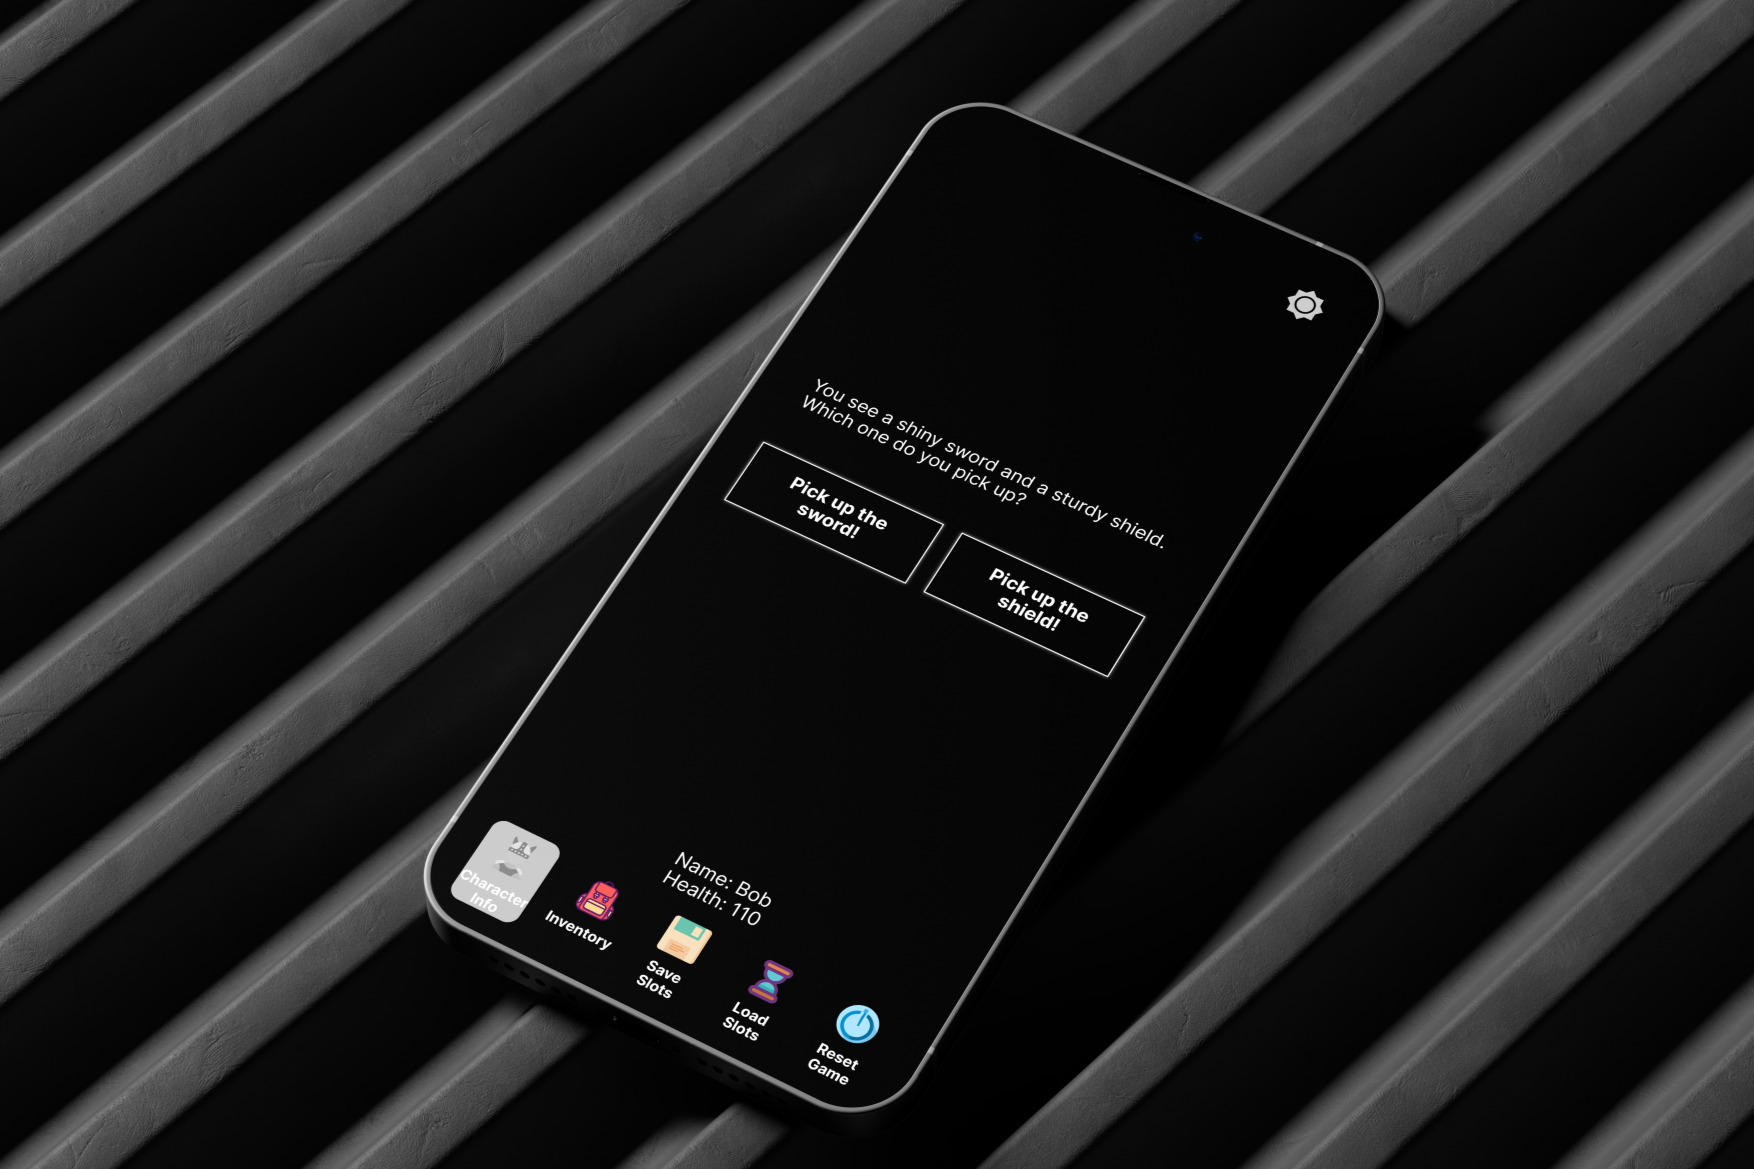 You see a shiny sword and a sturdy shield.
Which one do you pick up?
Pick up the
sword!
Pick up the
shield!
Name: Bob
Health: 110
Character
Info
Inventory
Save
Slots
Load
Slots
Reset
Game